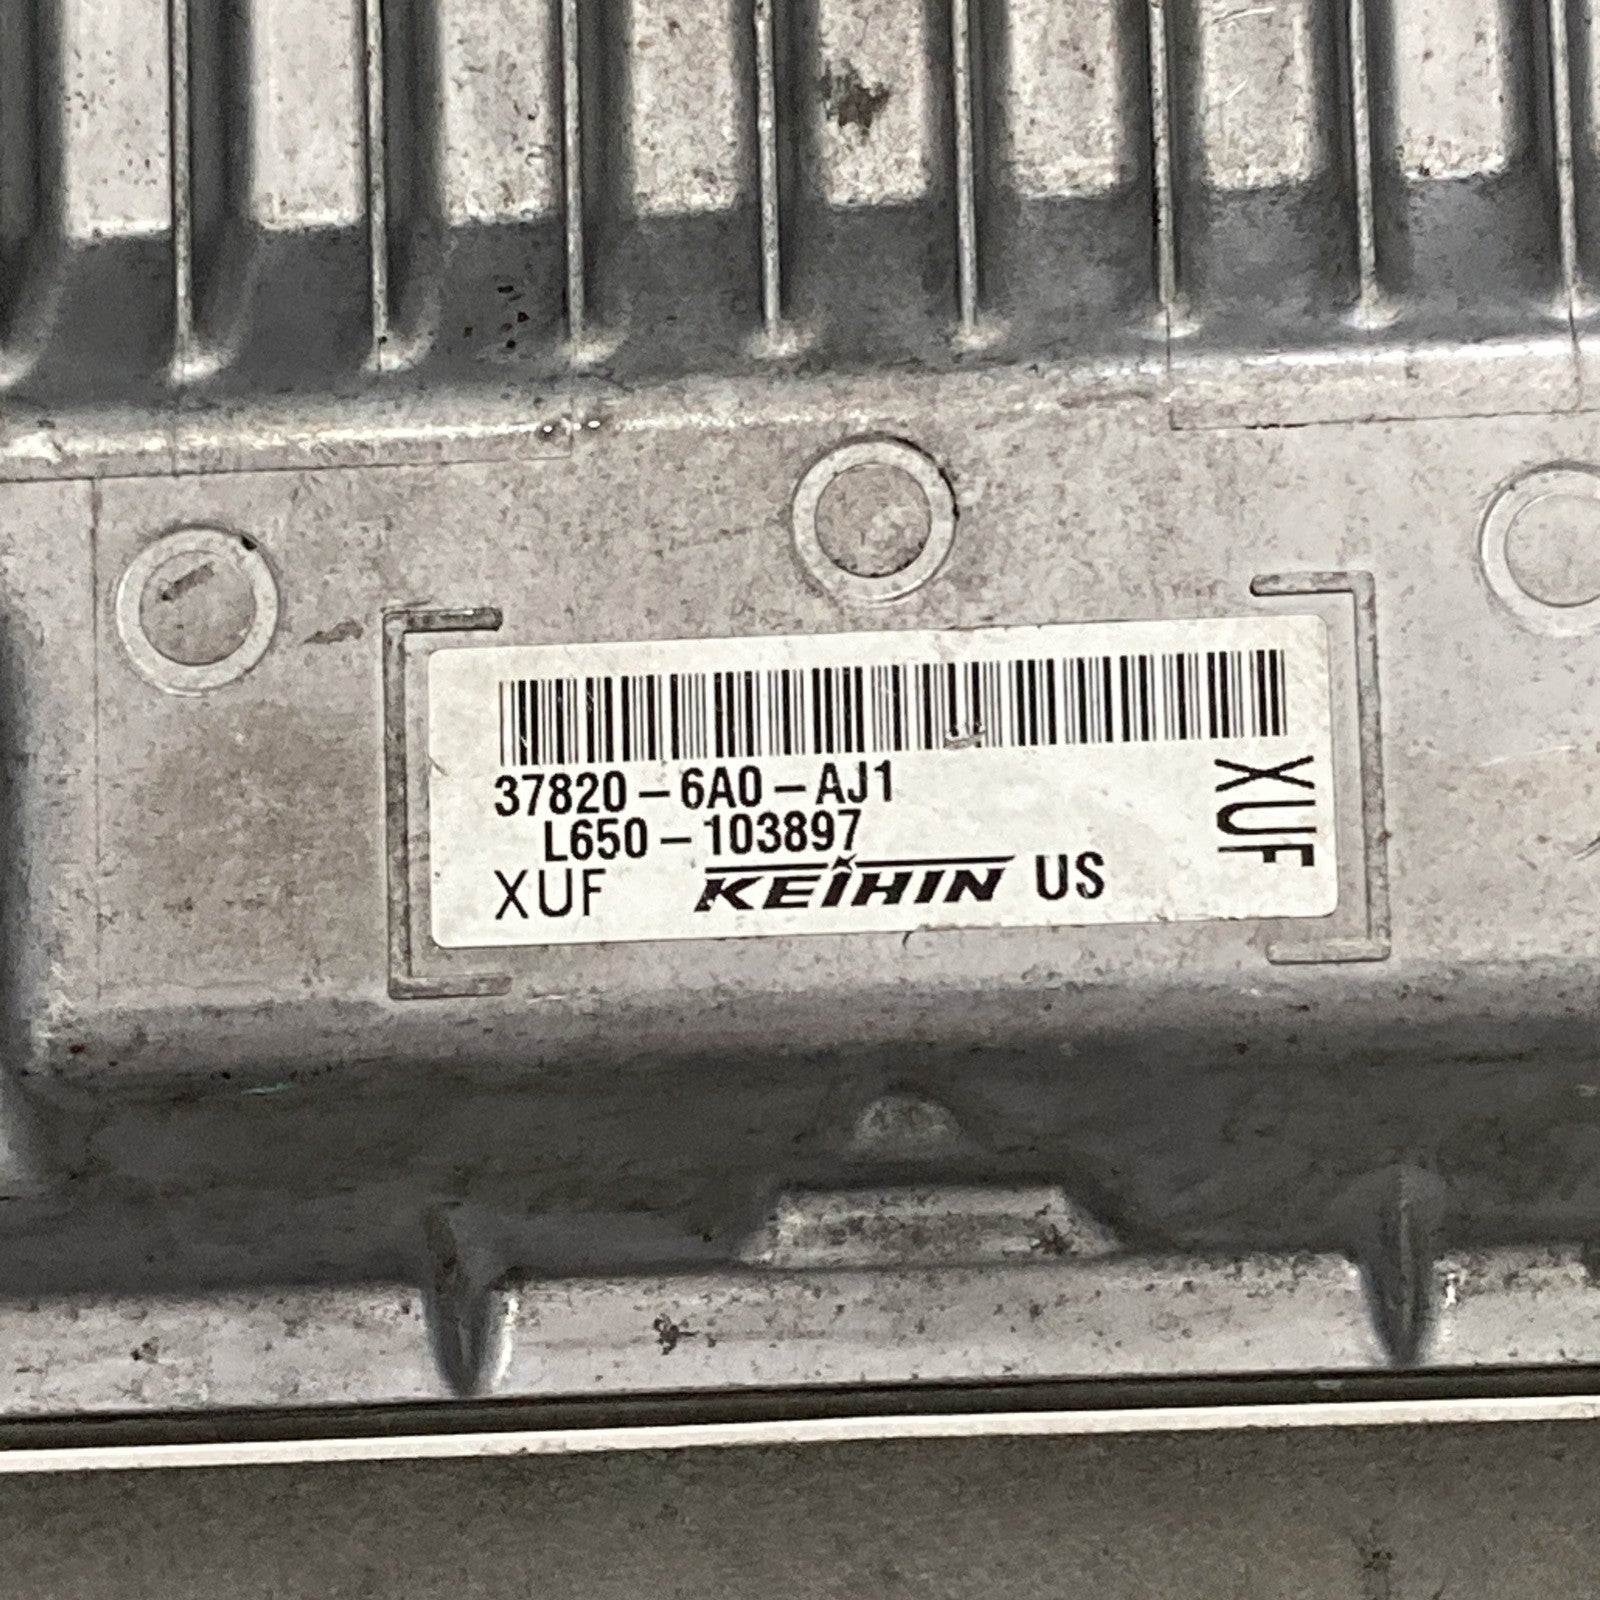 37820-6A0-AJ1
L650-103897
XUF KEIHIN US
XUF